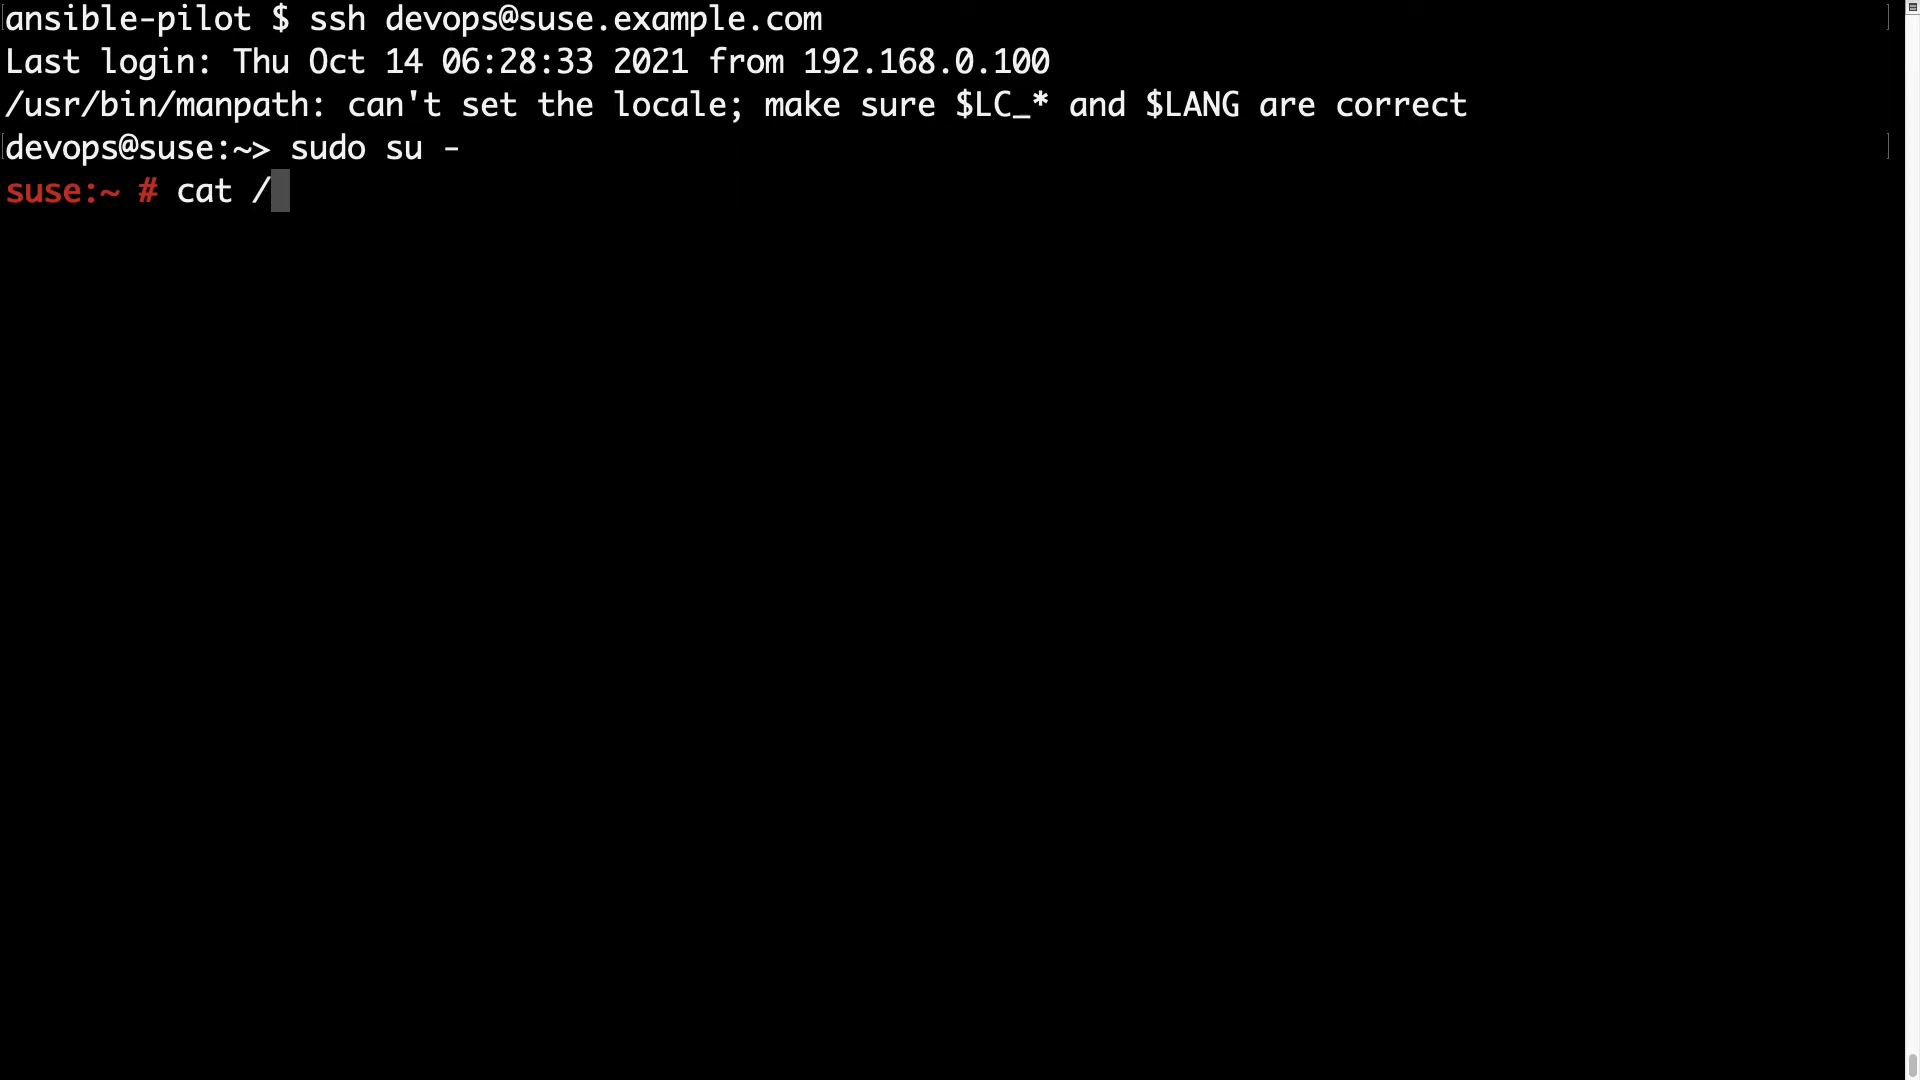 ansible-pilot $ ssh devops@suse.example.com
Last login: Thu Oct 14 06:28:33 2021 from 192.168.0.100
/usr/bin/manpath: can't set the locale; make sure $LC_* and $LANG are correct
devops@suse:~> sudo su -
suse:~ # cat /